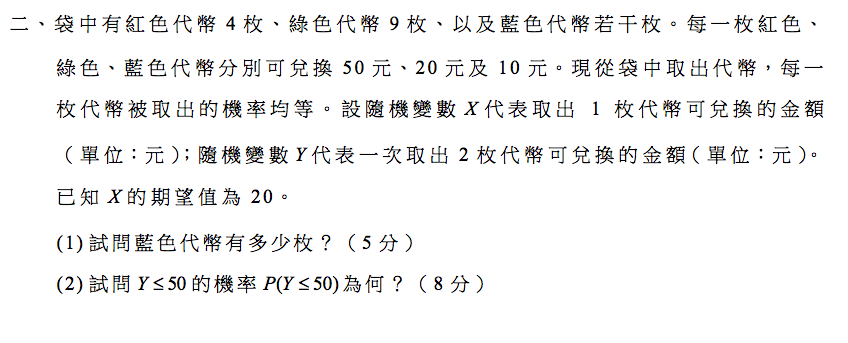 二、袋中有紅色代幣 4 枚、綠色代幣 9 枚、以及藍色代幣若干枚。每一枚紅色、
綠色、藍色代幣分別可兌換 50 元、20 元及 10 元。現從袋中取出代幣，每一
枚代幣被取出的機率均等。設隨機變數 X 代表取出 1 枚代幣可兌換的金額
（單位：元）；隨機變數 Y 代表一次取出 2 枚代幣可兌換的金額（單位：元）。
已知 X 的期望值為 20。
(1) 試問藍色代幣有多少枚？（5 分）
(2) 試問 Y ≤ 50 的機率 P(Y ≤ 50) 為何？（8 分）